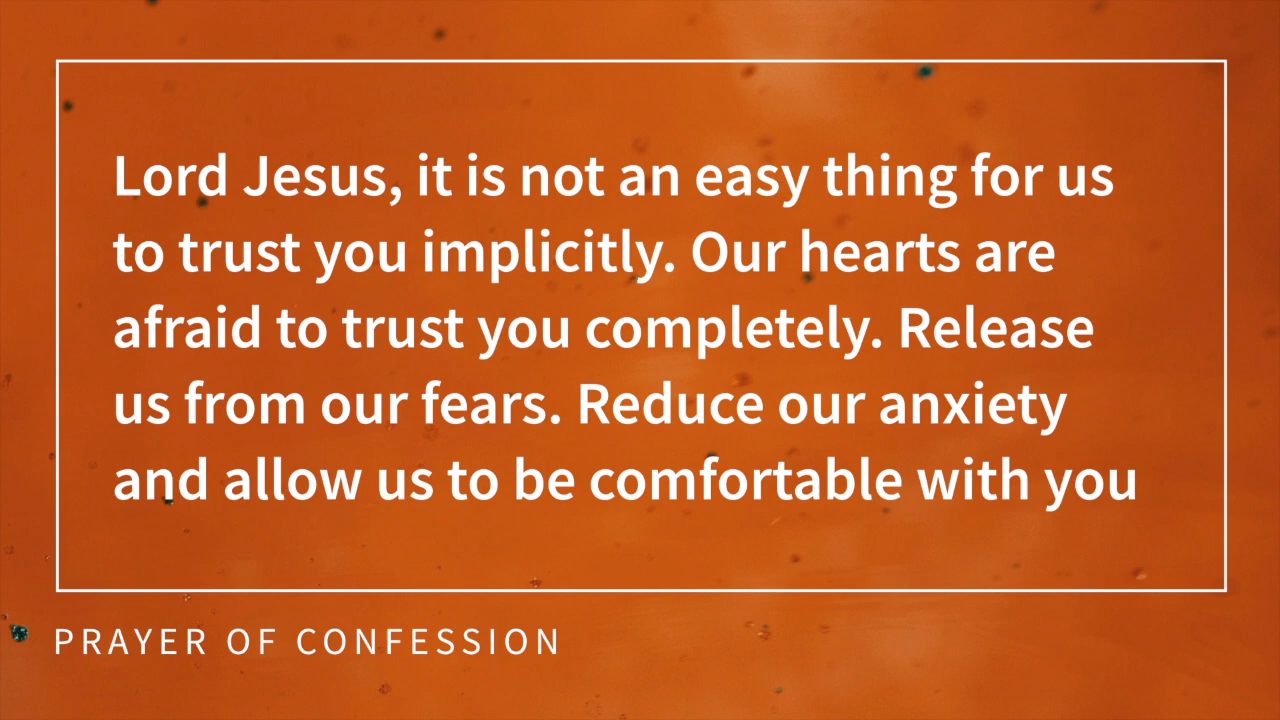 Lord Jesus, it is not an easy thing for us
to trust you implicitly. Our hearts are
afraid to trust you completely. Release
us from our fears. Reduce our anxiety
and allow us to be comfortable with you
PRAYER OF CONFESSION